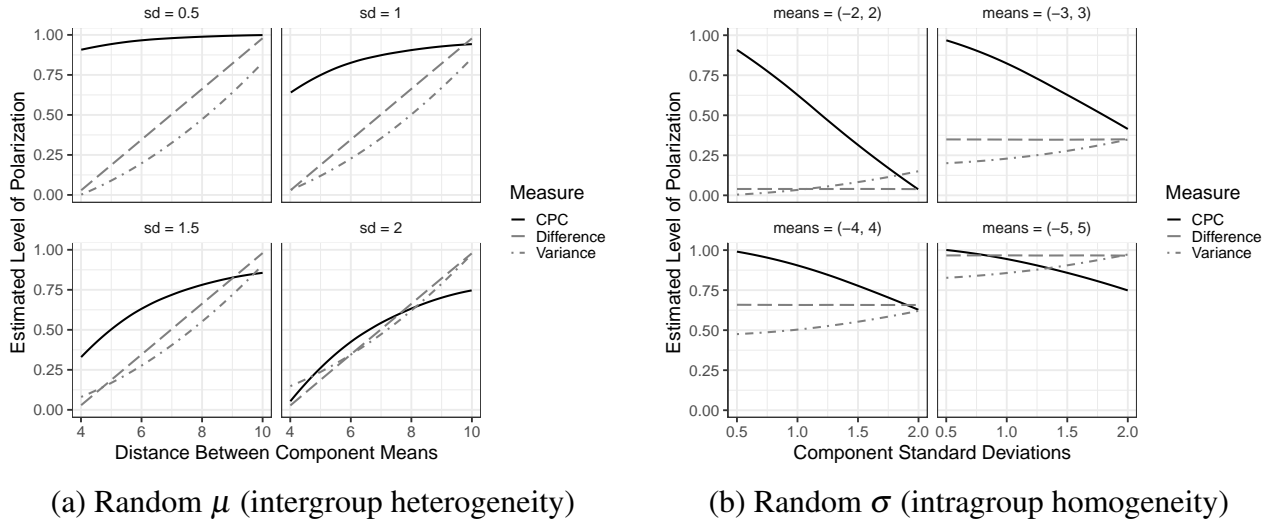 sd = 0.5
sd = 1
1.00
0.75
0.50
0.25
0.00
sd = 1.5
sd = 2
1.00
0.75
0.50
0.25
0.00
4 6 8 10 4 6 8 10
Distance Between Component Means
Estimated Level of Polarization
Measure
CPC
Difference
Variance
(a) Random μ (intergroup heterogeneity)
means = (−2, 2)
means = (−3, 3)
1.00
0.75
0.50
0.25
0.00
means = (−4, 4)
means = (−5, 5)
1.00
0.75
0.50
0.25
0.00
0.5 1.0 1.5 2.0 0.5 1.0 1.5 2.0
Component Standard Deviations
Estimated Level of Polarization
Measure
CPC
Difference
Variance
(b) Random σ (intragroup homogeneity)